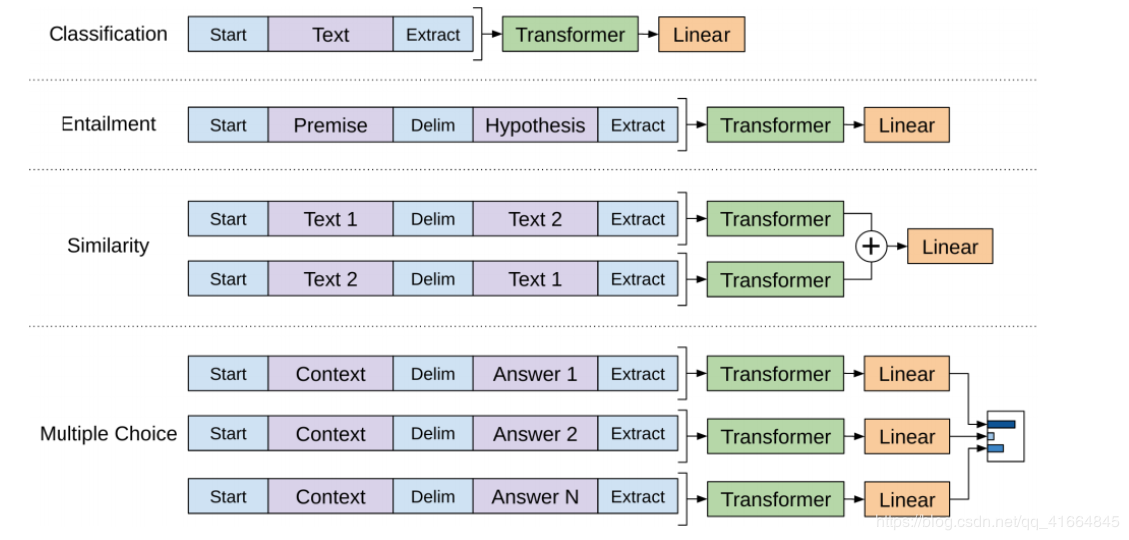 Classification Start Text Extract Transformer Linear
Entailment Start Premise Delim Hypothesis Extract Transformer Linear
Start Text 1 Delim Text 2 Extract Transformer
Similarity + Linear
Start Text 2 Delim Text 1 Extract Transformer
Start Context Delim Answer 1 Extract Transformer Linear
Multiple Choice Start Context Delim Answer 2 Extract Transformer Linear
Start Context Delim Answer N Extract Transformer Linear
https://blog.csdn.net/qq_41664845